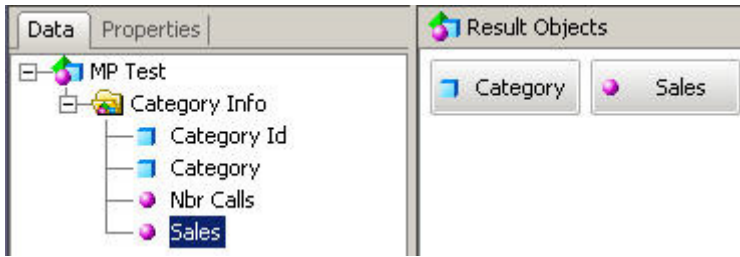 Data Properties
MP Test
Category Info
Category Id
Category
Nbr Calls
Sales
Result Objects
Category Sales